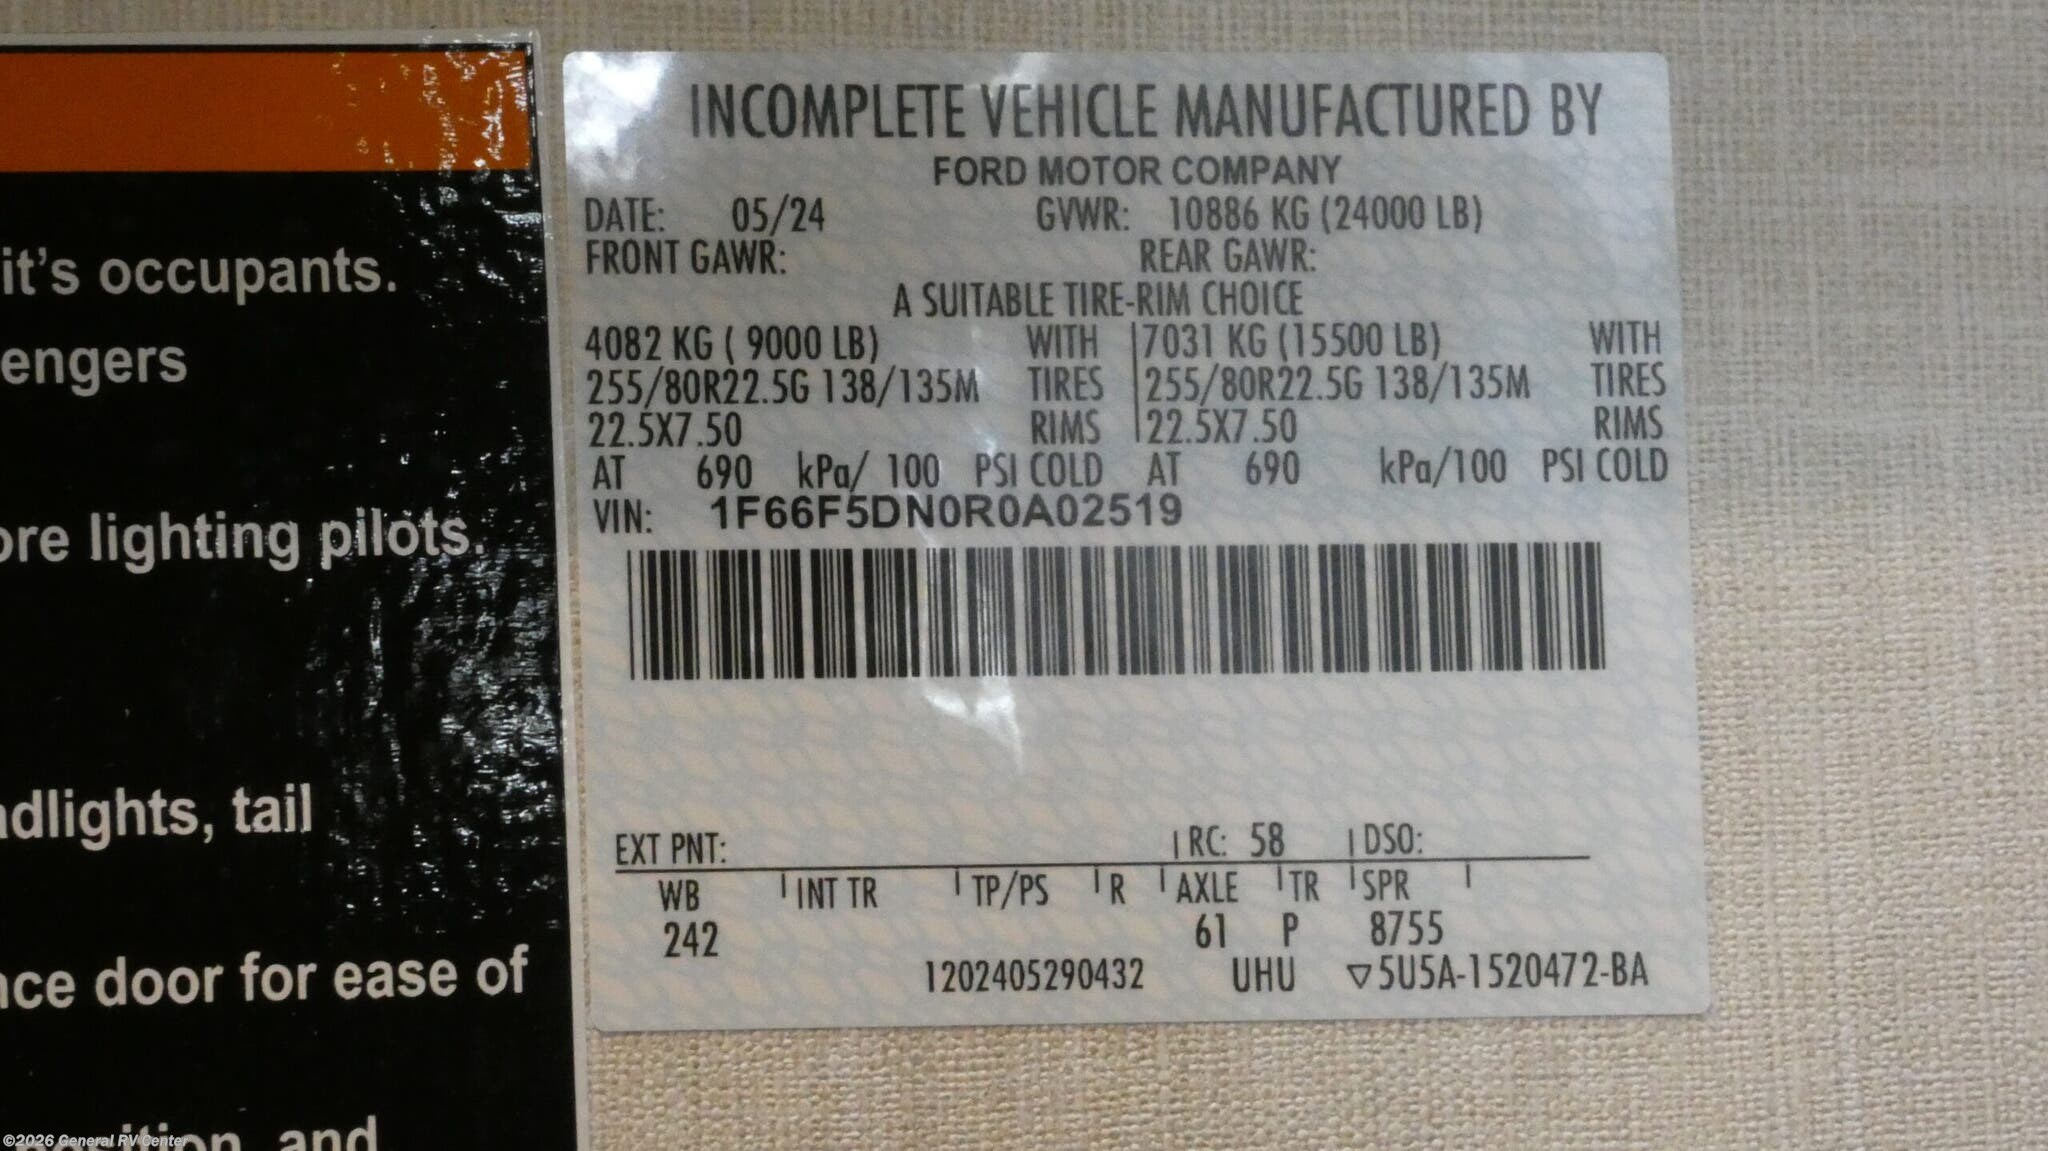 it's occupants.
engers
ore lighting pilots.
adlights, tail
nce door for ease of
position, and
INCOMPLETE VEHICLE MANUFACTURED BY
FORD MOTOR COMPANY
DATE: 05/24 GVWR: 10886 KG (24000 LB)
FRONT GAWR: REAR GAWR:
A SUITABLE TIRE-RIM CHOICE
4082 KG ( 9000 LB) WITH | 7031 KG (15500 LB) WITH
255/80R22.5G 138/135M TIRES | 255/80R22.5G 138/135M TIRES
22.5X7.50 RIMS | 22.5X7.50 RIMS
AT 690 kPa/ 100 PSI COLD AT 690 kPa/100 PSI COLD
VIN: 1F66F5DN0R0A02519
EXT PNT: | RC: 58 | DSO:
WB | INT TR | TP/PS | R | AXLE | TR | SPR |
242 61 P 8755
1202405290432 UHU ▽5U5A-1520472-BA
©2026 General RV Center